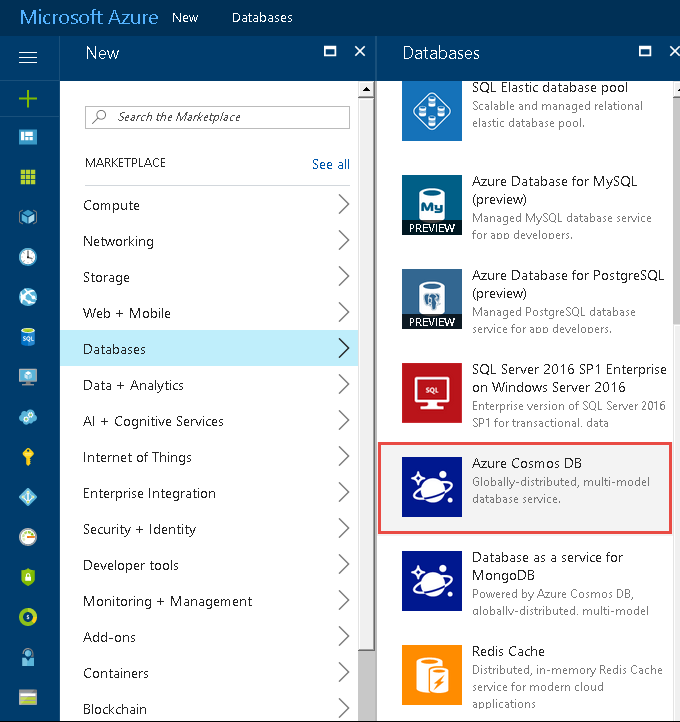 Microsoft Azure New Databases
New
Search the Marketplace
MARKETPLACE See all
Compute
Networking
Storage
Web + Mobile
Databases
Data + Analytics
AI + Cognitive Services
Internet of Things
Enterprise Integration
Security + Identity
Developer tools
Monitoring + Management
Add-ons
Containers
Blockchain
Databases
SQL Elastic database pool
Scalable and managed relational
elastic database pool.
My
PREVIEW
Azure Database for MySQL
(preview)
Managed MySQL database service
for app developers.
PREVIEW
Azure Database for PostgreSQL
(preview)
Managed PostgreSQL database
service for app developers.
SQL
SQL Server 2016 SP1 Enterprise
on Windows Server 2016
Enterprise version of SQL Server 2016
SP1 for transactional, data
Azure Cosmos DB
Globally-distributed, multi-model
database service.
Database as a service for
MongoDB
Powered by Azure Cosmos DB,
globally-distributed, multi-model
Redis Cache
Distributed, in-memory Redis Cache
service for modern cloud
applications
SQL